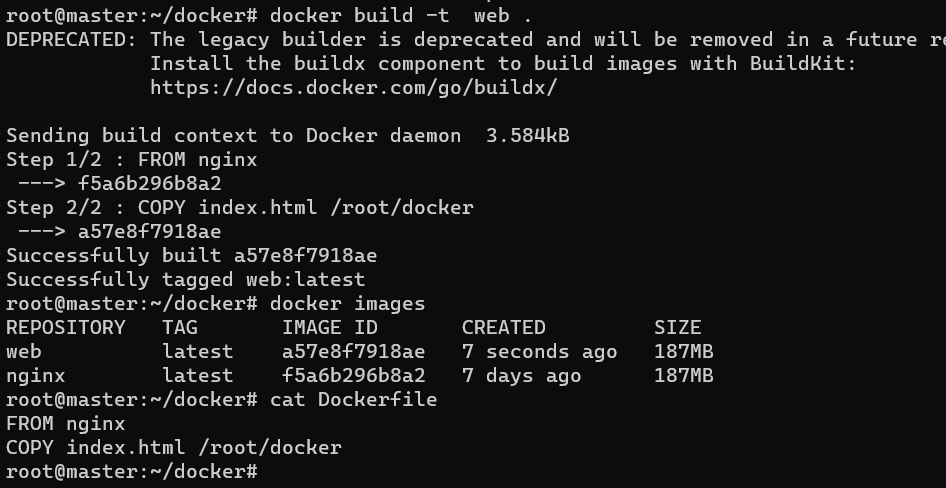 root@master:~/docker# docker build -t  web .
DEPRECATED: The legacy builder is deprecated and will be removed in a future re
            Install the buildx component to build images with BuildKit:
            https://docs.docker.com/go/buildx/

Sending build context to Docker daemon  3.584kB
Step 1/2 : FROM nginx
 ---> f5a6b296b8a2
Step 2/2 : COPY index.html /root/docker
 ---> a57e8f7918ae
Successfully built a57e8f7918ae
Successfully tagged web:latest
root@master:~/docker# docker images
REPOSITORY   TAG       IMAGE ID       CREATED         SIZE
web          latest    a57e8f7918ae   7 seconds ago   187MB
nginx        latest    f5a6b296b8a2   7 days ago      187MB
root@master:~/docker# cat Dockerfile
FROM nginx
COPY index.html /root/docker
root@master:~/docker#